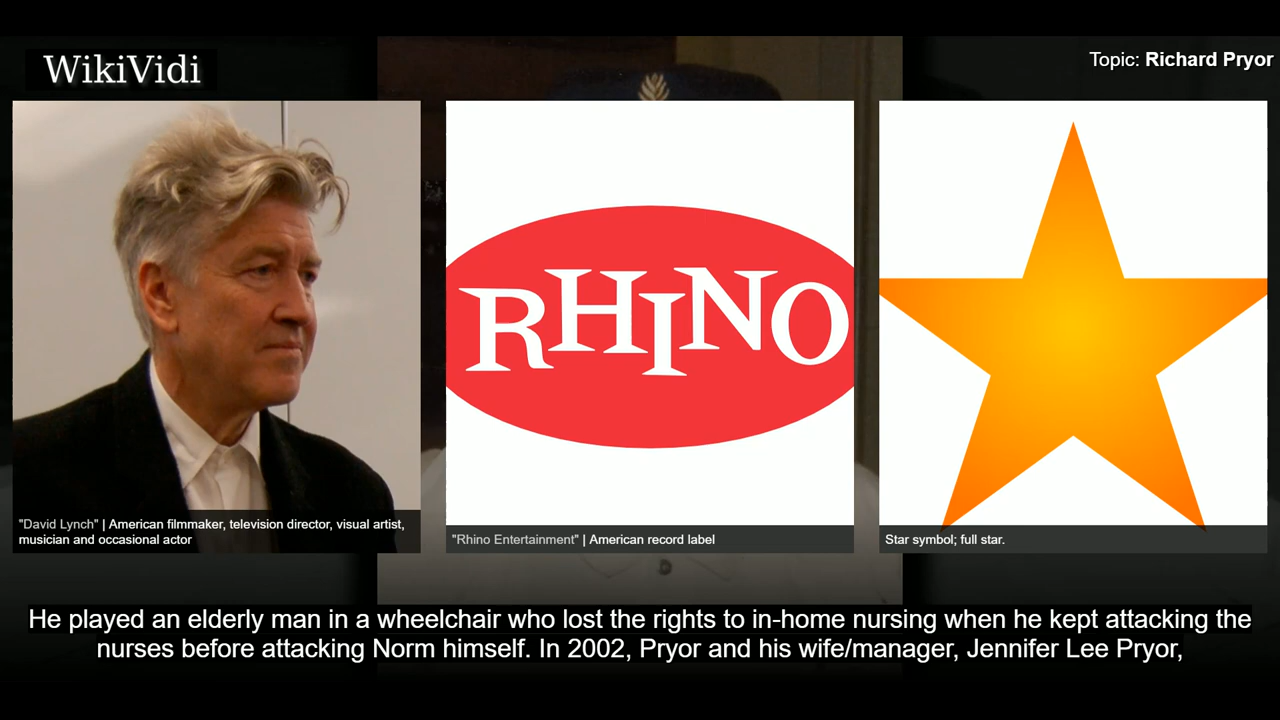 WikiVidi
Topic: Richard Pryor
RHINO
"David Lynch" | American filmmaker, television director, visual artist,
musician and occasional actor
"Rhino Entertainment" | American record label
Star symbol; full star.
He played an elderly man in a wheelchair who lost the rights to in-home nursing when he kept attacking the
nurses before attacking Norm himself. In 2002, Pryor and his wife/manager, Jennifer Lee Pryor,